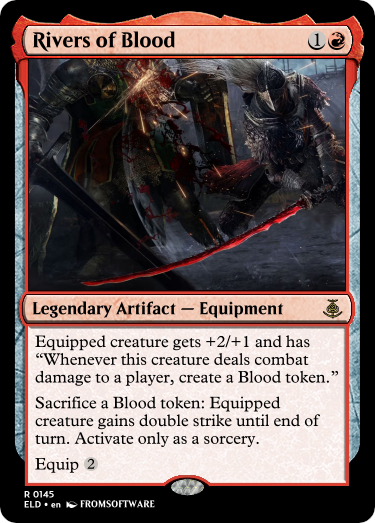 Rivers of Blood 1
Legendary Artifact — Equipment
Equipped creature gets +2/+1 and has
“Whenever this creature deals combat
damage to a player, create a Blood token.”
Sacrifice a Blood token: Equipped
creature gains double strike until end of
turn. Activate only as a sorcery.
Equip 2
R 0145
ELD • en FROMSOFTWARE